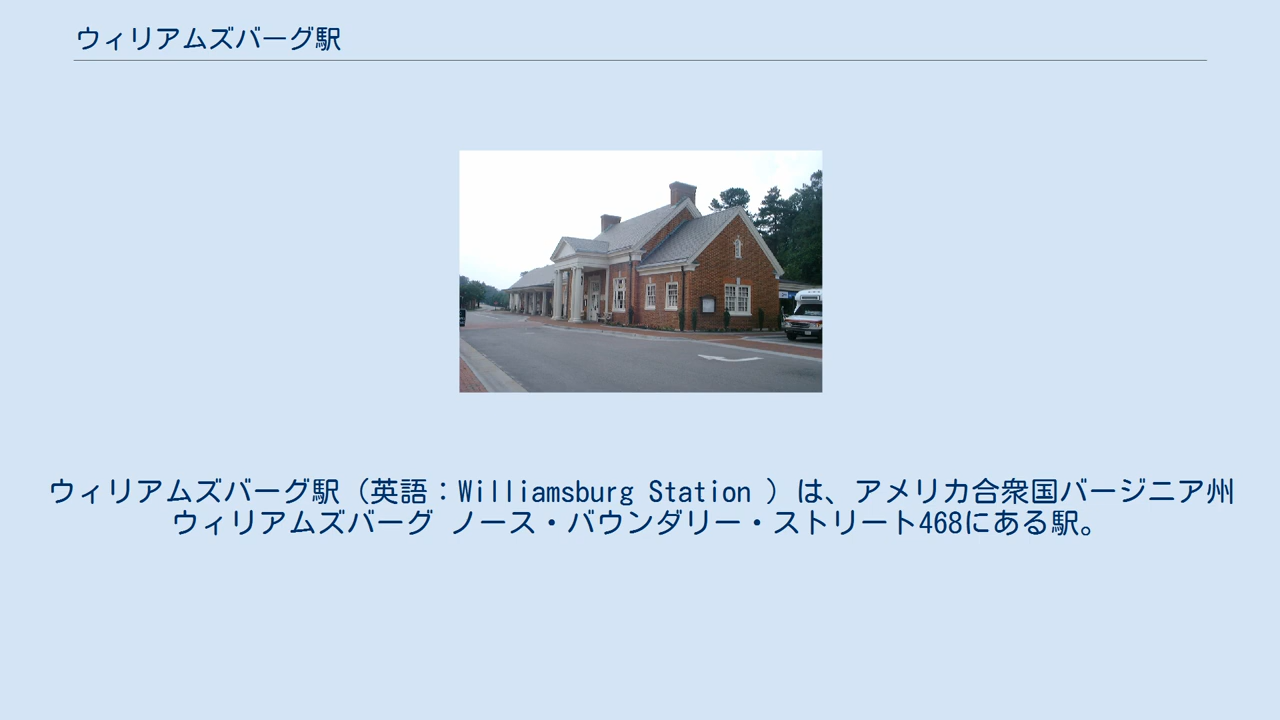 ウィリアムズバーグ駅
ウィリアムズバーグ駅（英語：Williamsburg Station ）は、アメリカ合衆国バージニア州
ウィリアムズバーグ ノース・バウンダリー・ストリート468にある駅。